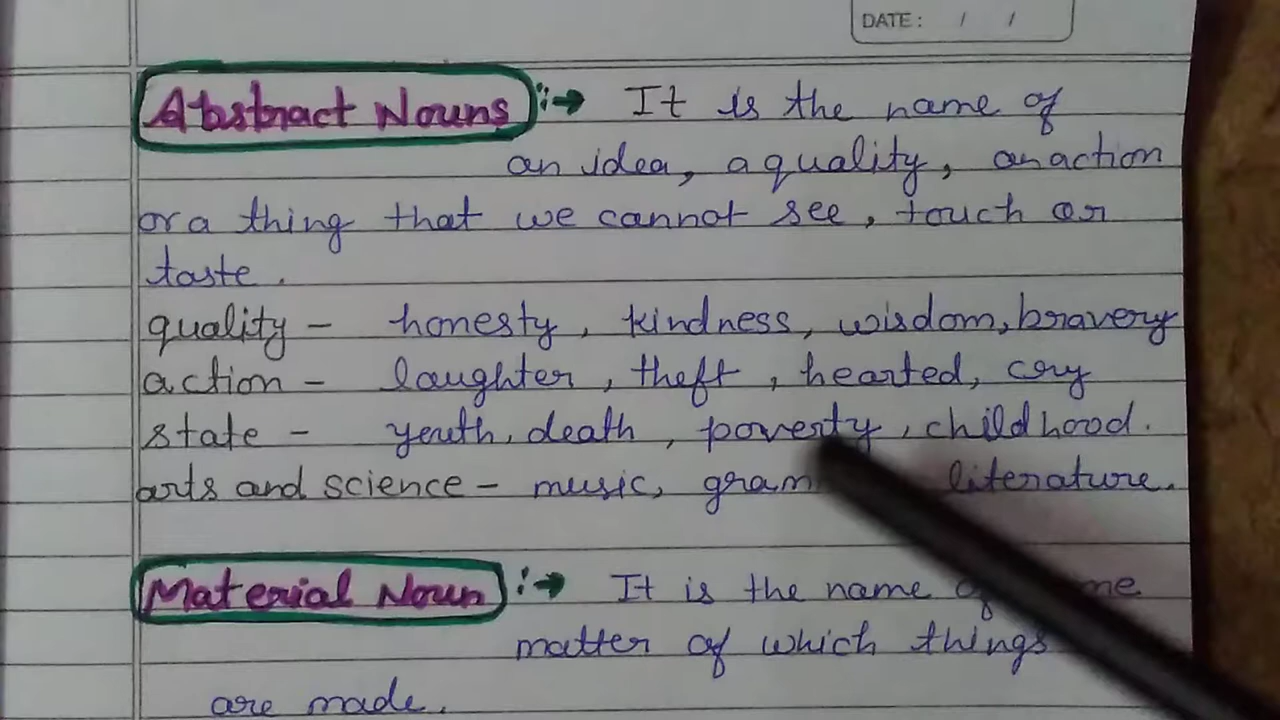 DATE: / /
Abstract Nouns :→ It is the name of
an idea, a quality, an action
or a thing that we cannot see, touch or
taste.
quality - honesty, kindness, wisdom, bravery
action - laughter, theft, hearted, cry
state - youth, death, poverty, childhood.
arts and science - music, literature.
Material Noun :→ It is the name
matter of which things
are made.